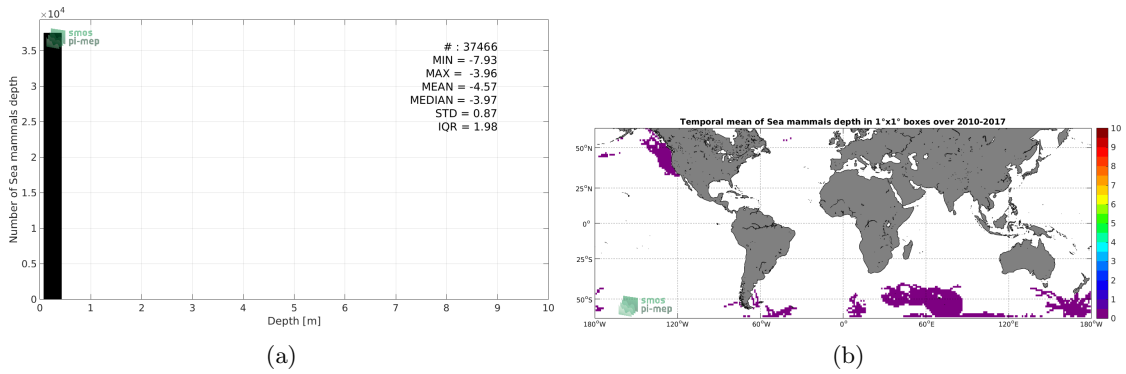 ×10⁴
smos
pi-mep
# : 37466
MIN = -7.93
MAX = -3.96
MEAN = -4.57
MEDIAN = -3.97
STD = 0.87
IQR = 1.98
3.5
3
2.5
2
1.5
1
0.5
0
Number of Sea mammals depth
0 1 2 3 4 5 6 7 8 9 10
Depth [m]
(a)
Temporal mean of Sea mammals depth in 1°x1° boxes over 2010-2017
50°N
25°N
0°
25°S
50°S
smos
pi-mep
180°W 120°W 60°W 0° 60°E 120°E 180°W
10
9
8
7
6
5
4
3
2
1
0
(b)